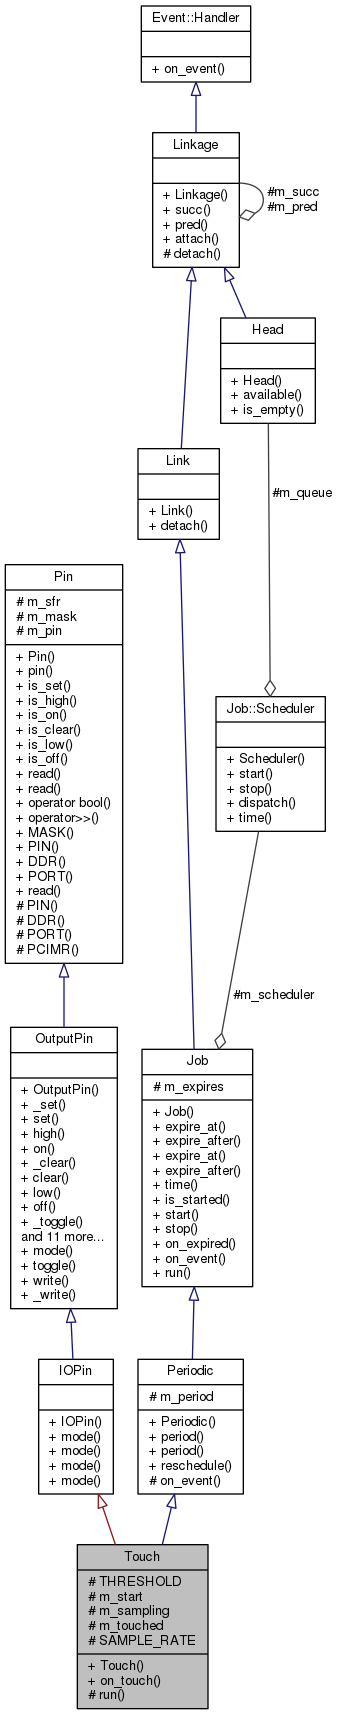 Event::Handler
+ on_event()
Linkage
+ Linkage()
+ succ()
+ pred()
+ attach()
# detach()
#m_succ
#m_pred
Head
+ Head()
+ available()
+ is_empty()
Link
+ Link()
+ detach()
#m_queue
Pin
# m_sfr
# m_mask
# m_pin
+ Pin()
+ pin()
+ is_set()
+ is_high()
+ is_on()
+ is_clear()
+ is_low()
+ is_off()
+ read()
+ read()
+ operator bool()
+ operator>>()
+ MASK()
+ PIN()
+ DDR()
+ PORT()
+ read()
# PIN()
# DDR()
# PORT()
# PCIMR()
Job::Scheduler
+ Scheduler()
+ start()
+ stop()
+ dispatch()
+ time()
#m_scheduler
OutputPin
+ OutputPin()
+ _set()
+ set()
+ high()
+ on()
+ _clear()
+ clear()
+ low()
+ off()
+ _toggle()
and 11 more...
+ mode()
+ toggle()
+ write()
+ _write()
Job
# m_expires
+ Job()
+ expire_at()
+ expire_after()
+ expire_at()
+ expire_after()
+ time()
+ is_started()
+ start()
+ stop()
+ on_expired()
+ on_event()
+ run()
IOPin
+ IOPin()
+ mode()
+ mode()
+ mode()
+ mode()
Periodic
# m_period
+ Periodic()
+ period()
+ period()
+ reschedule()
# on_event()
Touch
# THRESHOLD
# m_start
# m_sampling
# m_touched
# SAMPLE_RATE
+ Touch()
+ on_touch()
# run()